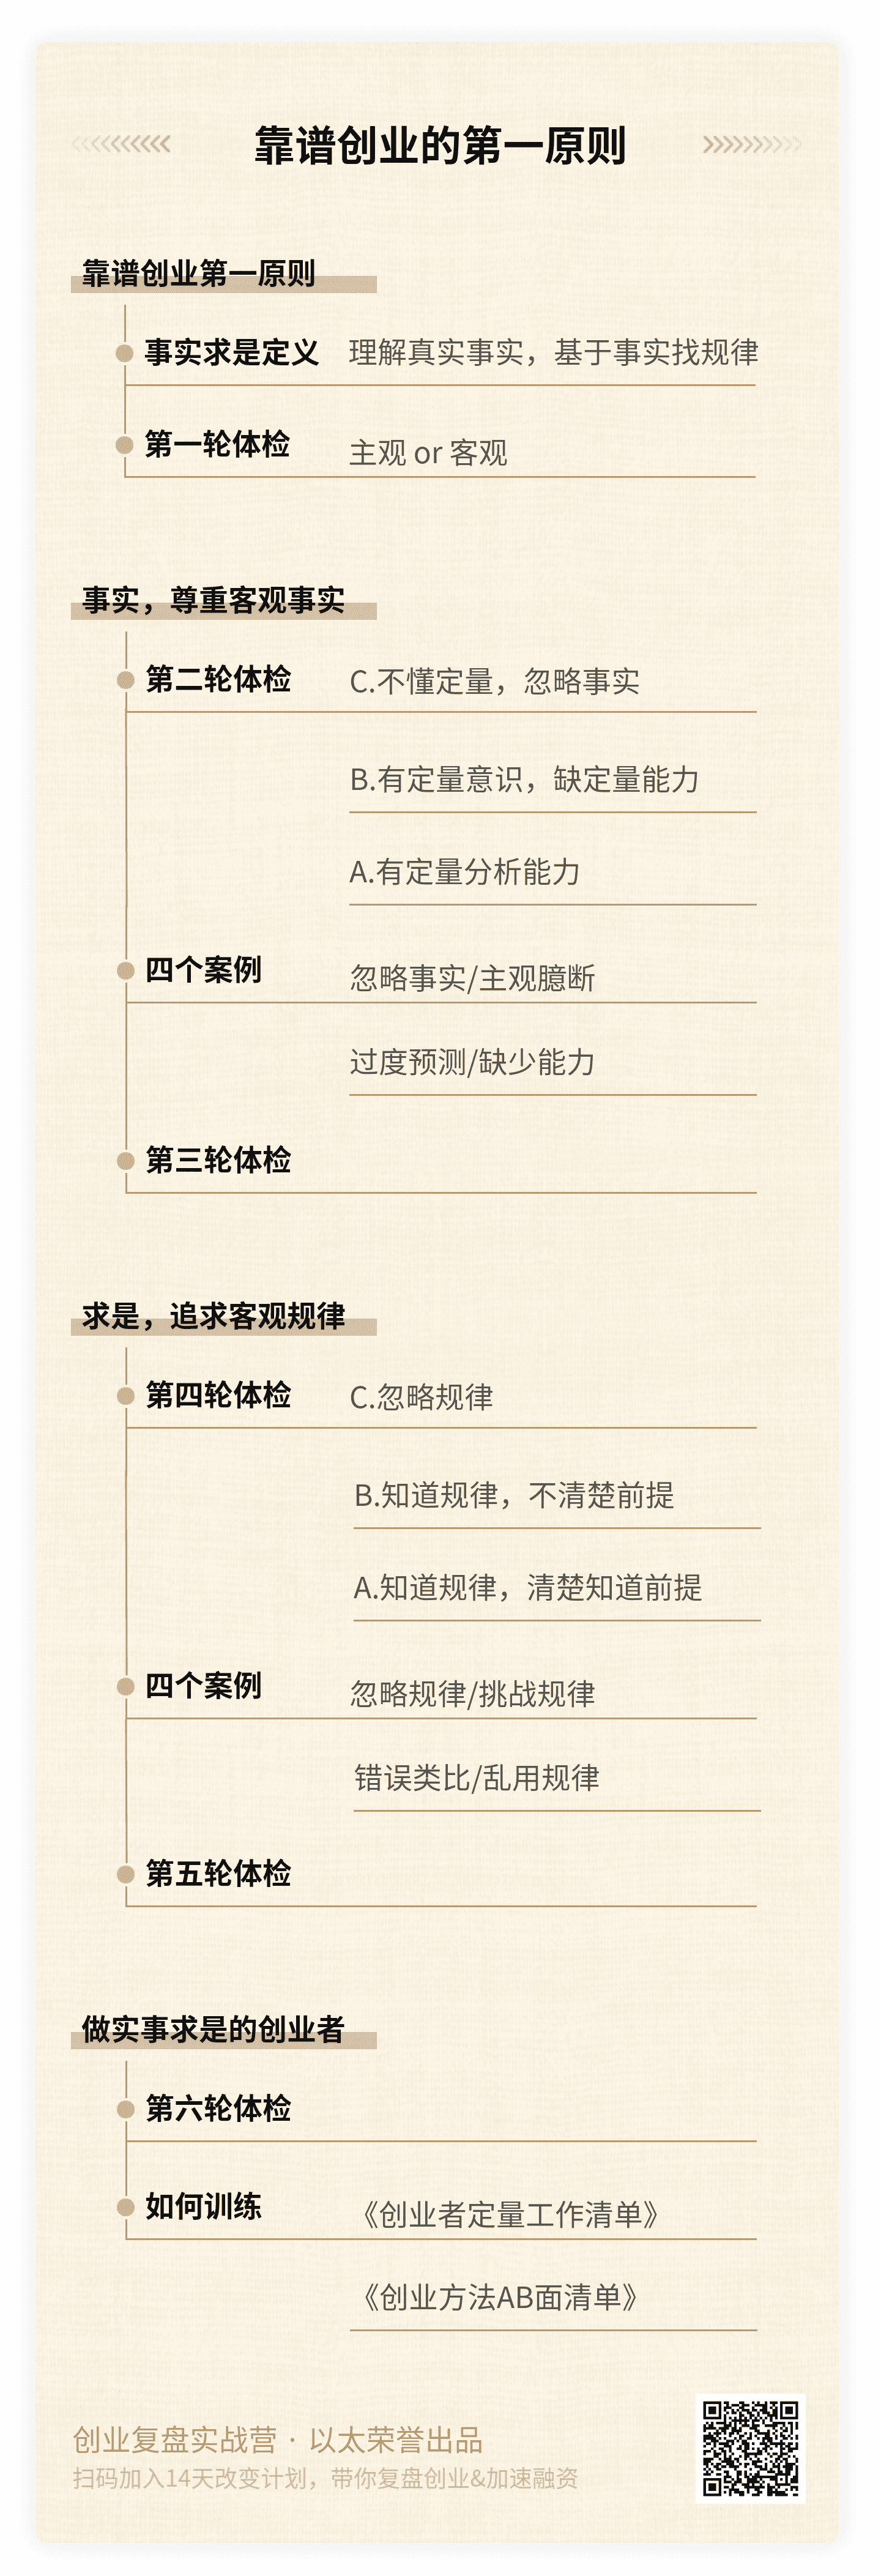 靠谱创业的第一原则
靠谱创业第一原则
事实求是定义 理解真实事实，基于事实找规律
第一轮体检 主观 or 客观
事实，尊重客观事实
第二轮体检 C.不懂定量，忽略事实
B.有定量意识，缺定量能力
A.有定量分析能力
四个案例 忽略事实/主观臆断
过度预测/缺少能力
第三轮体检
求是，追求客观规律
第四轮体检 C.忽略规律
B.知道规律，不清楚前提
A.知道规律，清楚知道前提
四个案例 忽略规律/挑战规律
错误类比/乱用规律
第五轮体检
做实事求是的创业者
第六轮体检
如何训练 《创业者定量工作清单》
《创业方法AB面清单》
创业复盘实战营 · 以太荣誉出品
扫码加入14天改变计划，带你复盘创业&加速融资